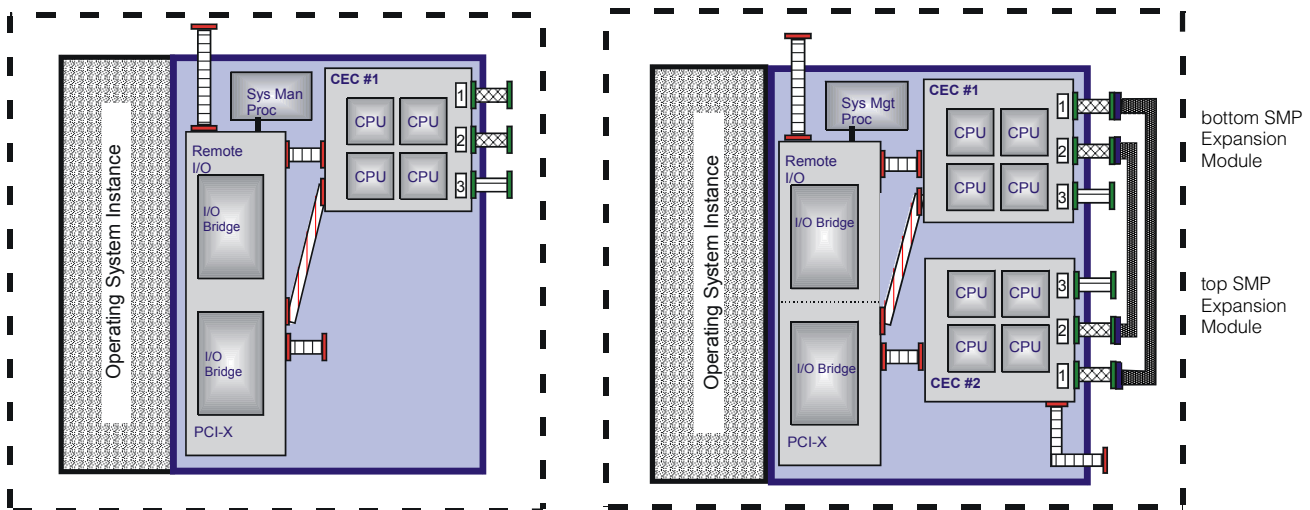 Operating System Instance
Sys Man
Proc
Remote
I/O
I/O
Bridge
I/O
Bridge
PCI-X
CEC #1
CPU
CPU
CPU
CPU
1
2
3
Operating System Instance
Sys Mgt
Proc
Remote
I/O
I/O Bridge
I/O Bridge
PCI-X
CEC #1
CPU
CPU
CPU
CPU
1
2
3
CPU
CPU
CPU
CPU
3
2
1
CEC #2
bottom SMP
Expansion
Module
top SMP
Expansion
Module